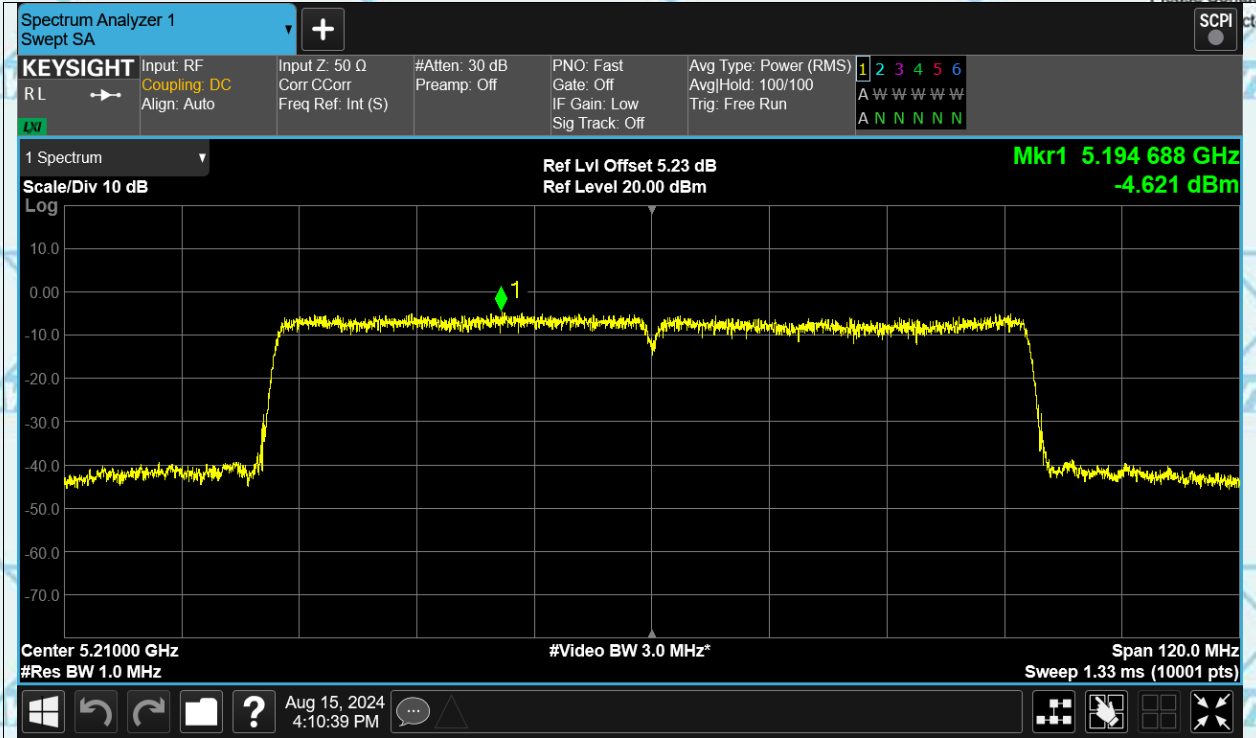 Spectrum Analyzer 1
Swept SA
SCPI
KEYSIGHT
R L
LXI
Input: RF
Coupling: DC
Align: Auto
Input Z: 50 Ω
Corr CCorr
Freq Ref: Int (S)
#Atten: 30 dB
Preamp: Off
PNO: Fast
Gate: Off
IF Gain: Low
Sig Track: Off
Avg Type: Power (RMS)
Avg|Hold: 100/100
Trig: Free Run
1 2 3 4 5 6
A W W W W W
A N N N N N
1 Spectrum
Scale/Div 10 dB
Log
Ref Lvl Offset 5.23 dB
Ref Level 20.00 dBm
Mkr1 5.194 688 GHz
-4.621 dBm
10.0
0.00
1
-10.0
-20.0
-30.0
-40.0
-50.0
-60.0
-70.0
Center 5.21000 GHz
#Video BW 3.0 MHz*
Span 120.0 MHz
#Res BW 1.0 MHz
Sweep 1.33 ms (10001 pts)
?
Aug 15, 2024
4:10:39 PM